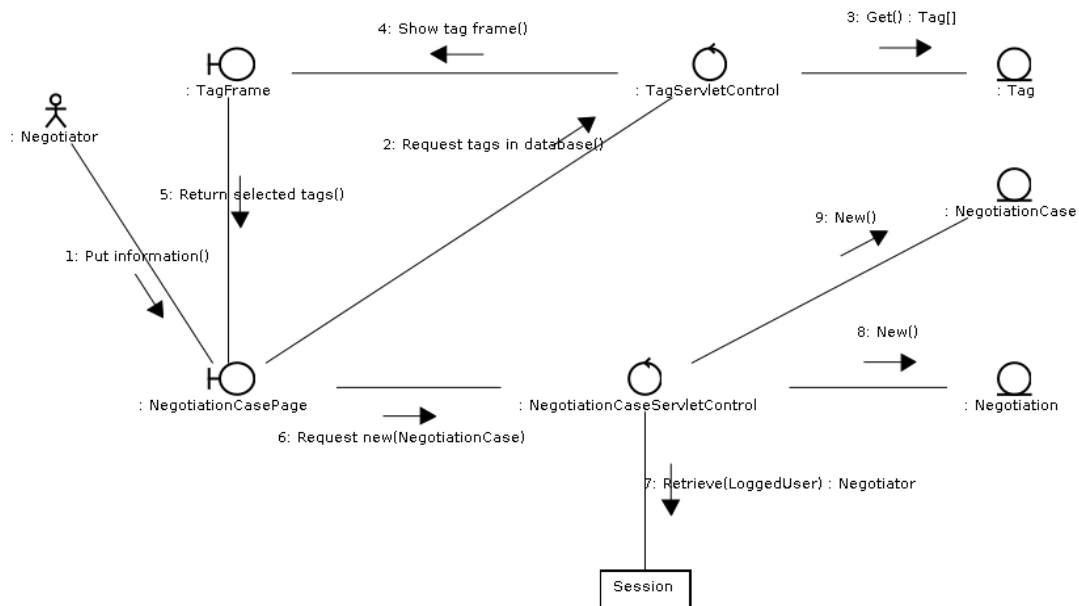 4: Show tag frame()
3: Get() : Tag[]
: TagFrame
: TagServletControl
: Tag
: Negotiator
2: Request tags in database()
5: Return selected tags()
: NegotiationCase
9: New()
1: Put information()
8: New()
: NegotiationCasePage
: NegotiationCaseServletControl
: Negotiation
6: Request new(NegotiationCase)
7: Retrieve(LoggedUser) : Negotiator
Session